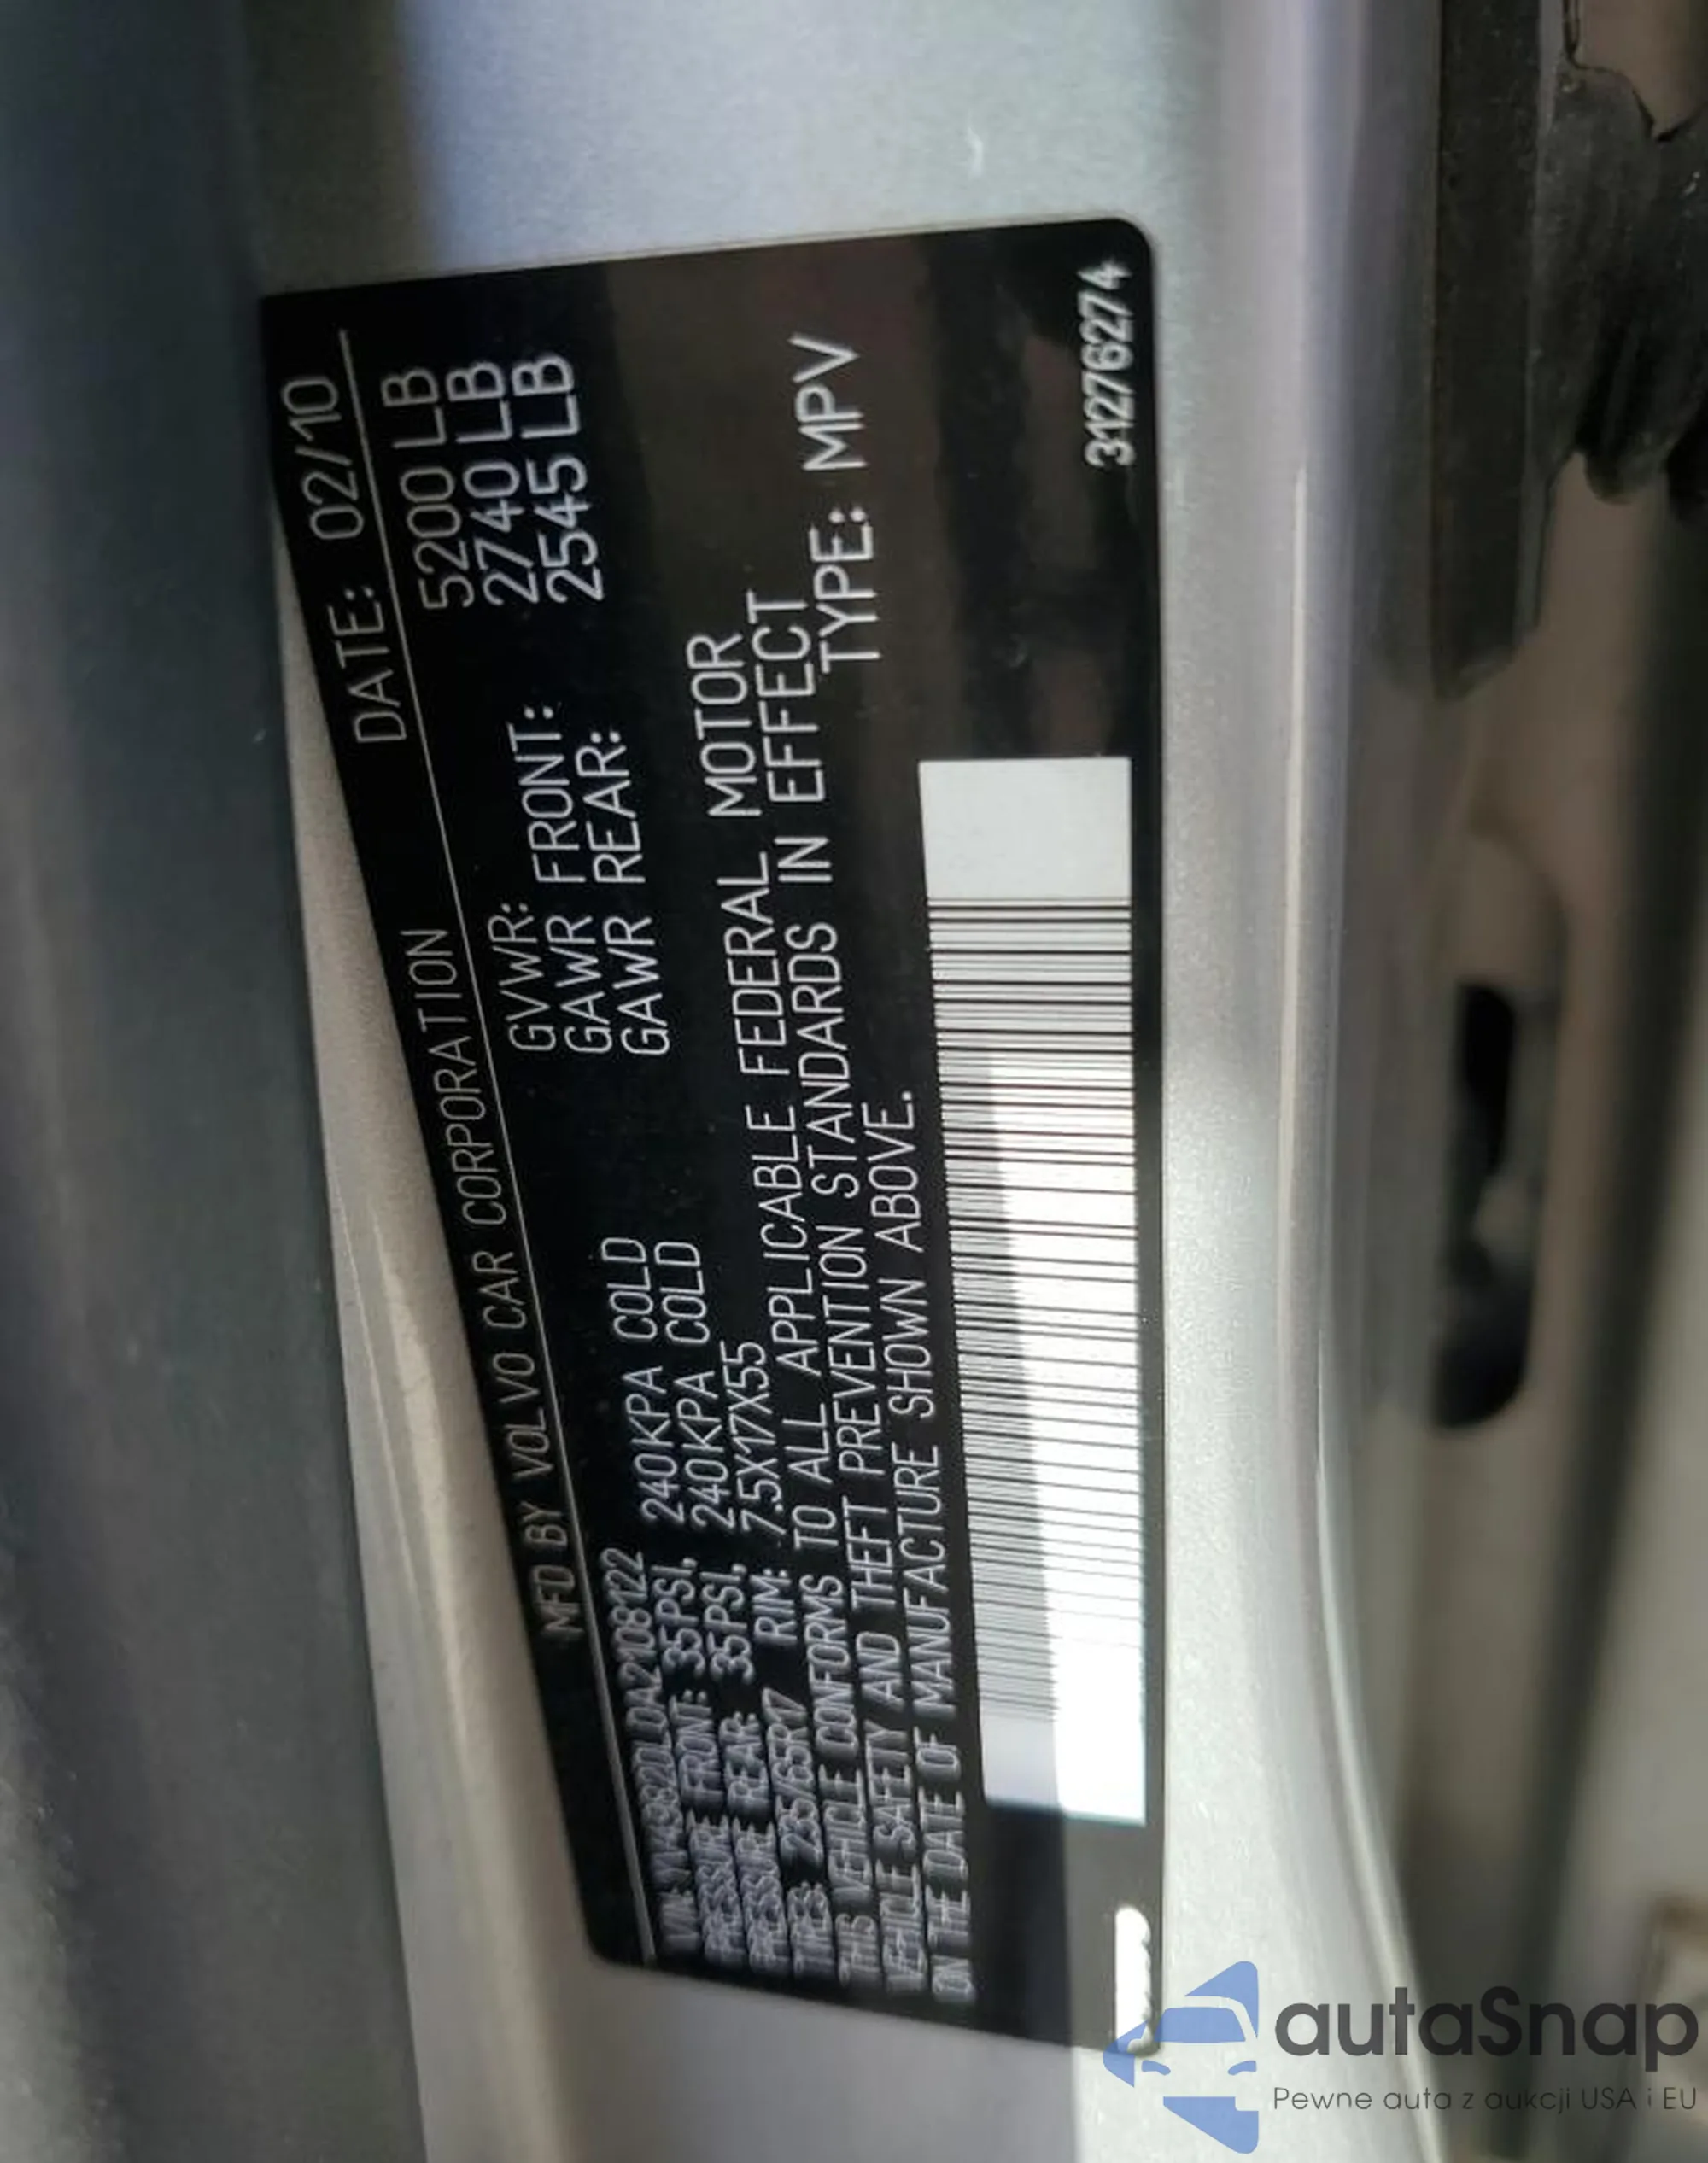 MFD BY VOLVO CAR CORPORATION DATE: 02/10
VIN: YV4982DLDA2108122 GVWR: 5200 LB
PRESSURE FRONT: 35PSI, 240KPA COLD GAWR FRONT: 2740 LB
PRESSURE REAR: 35PSI, 240KPA COLD GAWR REAR: 2545 LB
TIRES: 235/65R17 RIM: 7.5X17X55
THIS VEHICLE CONFORMS TO ALL APPLICABLE FEDERAL MOTOR
VEHICLE SAFETY AND THEFT PREVENTION STANDARDS IN EFFECT
ON THE DATE OF MANUFACTURE SHOWN ABOVE. TYPE: MPV
31276274
autaSnap
Pewne auta z aukcji USA i EU